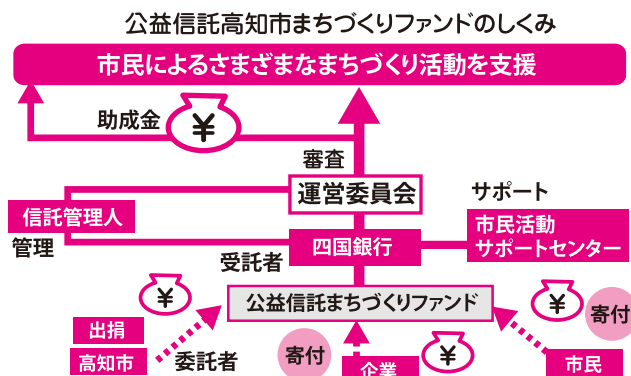 公益信託高知市まちづくりファンドのしくみ
市民によるさまざまなまちづくり活動を支援
助成金
¥
審査
運営委員会
サポート
信託管理人
管理
四国銀行
受託者
市民活動
サポートセンター
¥
公益信託まちづくりファンド
¥
寄付
出捐
高知市
委託者
寄付
企業
¥
市民